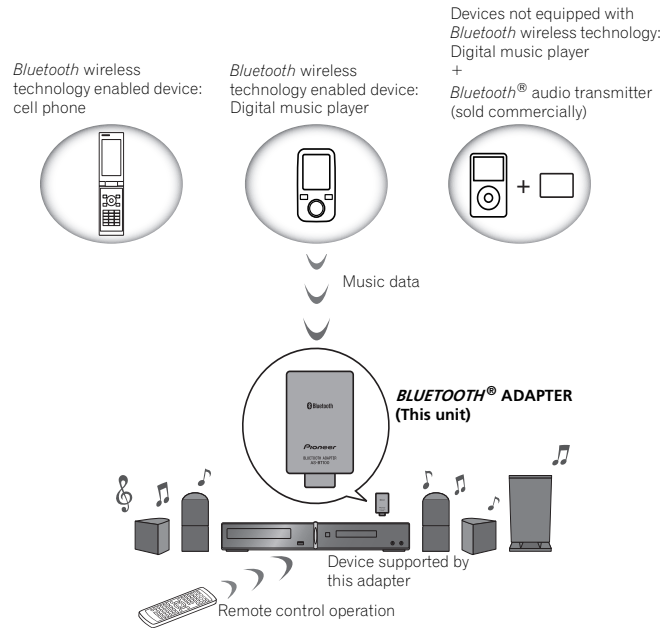 Bluetooth wireless
technology enabled device:
cell phone
Bluetooth wireless
technology enabled device:
Digital music player
Devices not equipped with
Bluetooth wireless technology:
Digital music player
+
Bluetooth® audio transmitter
(sold commercially)
+
Music data
Bluetooth
Pioneer
BLUETOOTH ADAPTER
AS-BT100
BLUETOOTH® ADAPTER
(This unit)
Device supported by
this adapter
Remote control operation